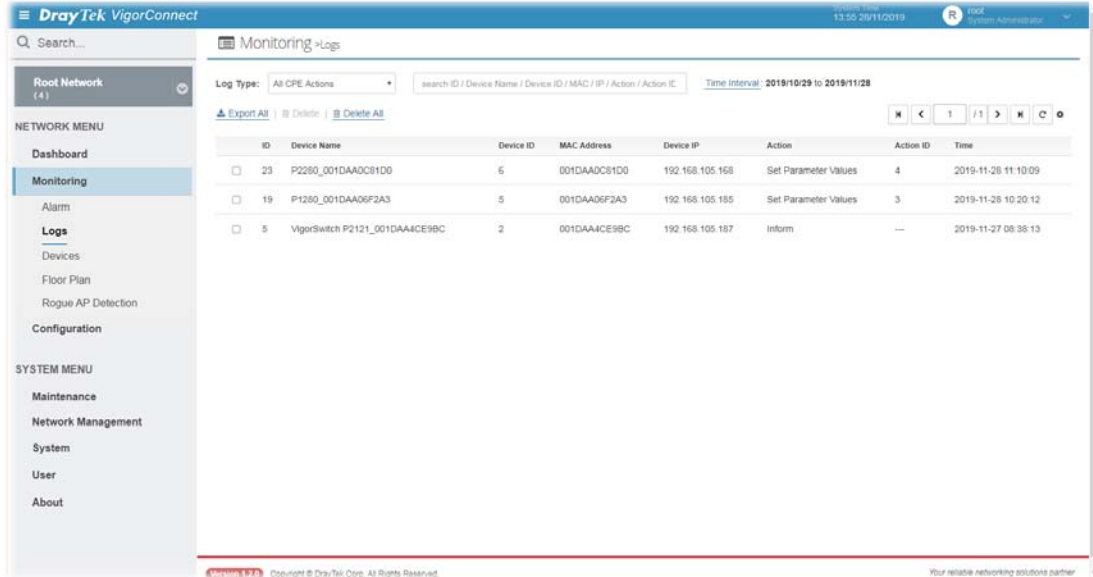 DrayTek VigorConnect
System Time
13:55 28/11/2019
R
root
System Administrator
Search...
Root Network
(4)
NETWORK MENU
Dashboard
Monitoring
Alarm
Logs
Devices
Floor Plan
Rogue AP Detection
Configuration
SYSTEM MENU
Maintenance
Network Management
System
User
About
Monitoring >Logs
Log Type: All CPE Actions search ID / Device Name / Device ID / MAC / IP / Action / Action ID Time Interval: 2019/10/29 to 2019/11/28
Export All | Delete | Delete All 1 / 1
ID Device Name Device ID MAC Address Device IP Action Action ID Time
23 P2280_001DAA0C81D0 6 001DAA0C81D0 192.168.105.168 Set Parameter Values 4 2019-11-28 11:10:09
19 P1280_001DAA06F2A3 5 001DAA06F2A3 192.168.105.185 Set Parameter Values 3 2019-11-28 10:20:12
5 VigorSwitch P2121_001DAA4CE9BC 2 001DAA4CE9BC 192.168.105.187 Inform --- 2019-11-27 08:38:13
Version 1.2.0 Copyright © DrayTek Corp. All Rights Reserved. Your reliable networking solutions partner